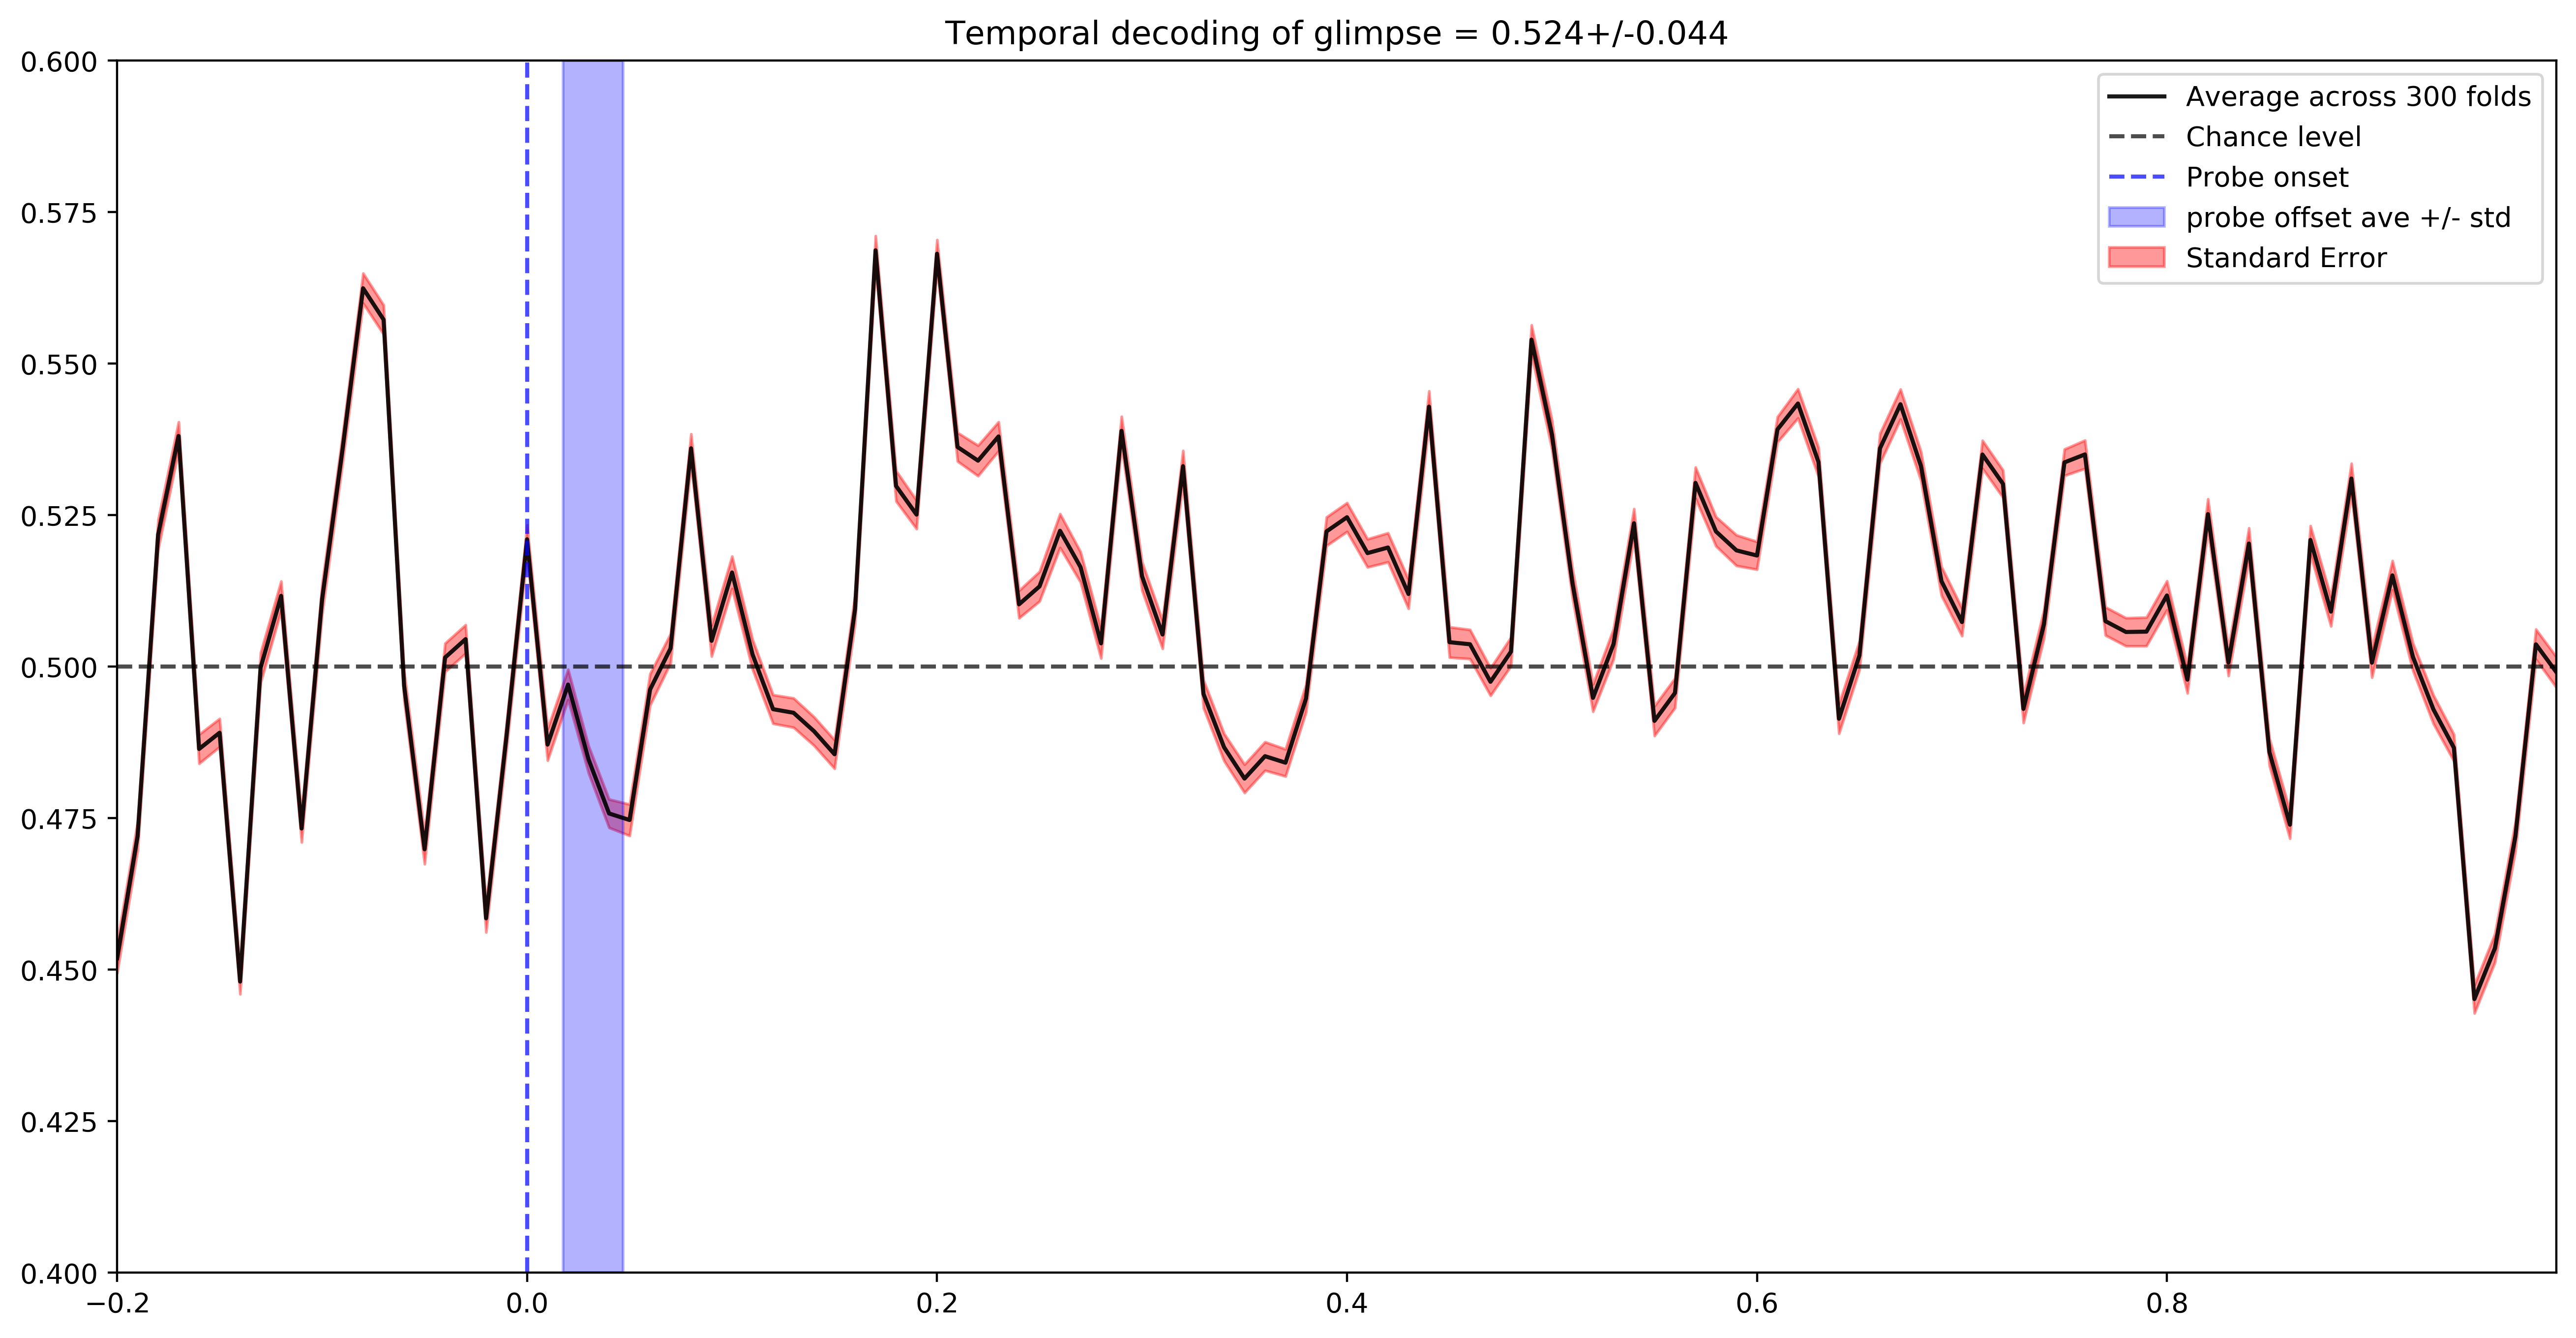 Temporal decoding of glimpse = 0.524+/-0.044
0.600
0.575
0.550
0.525
0.500
0.475
0.450
0.425
0.400
Average across 300 folds
Chance level
Probe onset
probe offset ave +/- std
Standard Error
−0.2
0.0
0.2
0.4
0.6
0.8